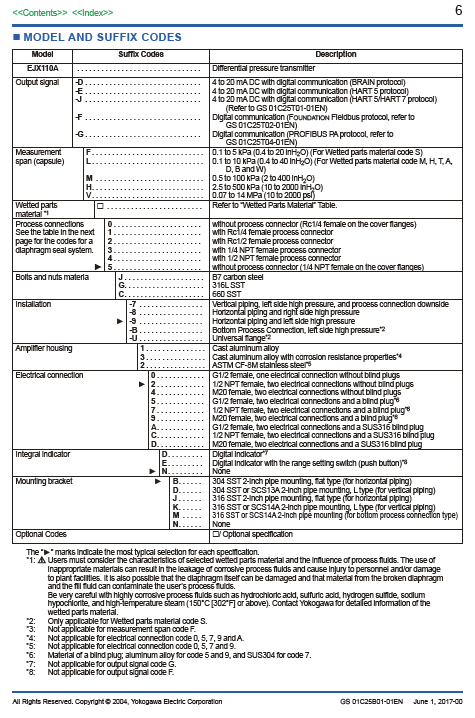 <<Contents>> <<Index>> 6
■ MODEL AND SUFFIX CODES
Model Suffix Codes Description
EJX110A Differential pressure transmitter
Output signal -D 4 to 20 mA DC with digital communication (BRAIN protocol)
-E 4 to 20 mA DC with digital communication (HART 5 protocol)
-J 4 to 20 mA DC with digital communication (HART 5/HART 7 protocol)
(Refer to GS 01C25T01-01EN)
-F Digital communication (FOUNDATION Fieldbus protocol, refer to
GS 01C25T02-01EN)
-G Digital communication (PROFIBUS PA protocol, refer to
GS 01C25T04-01EN)
Measurement F 0.1 to 5 kPa (0.4 to 20 inH2O) (For Wetted parts material code S)
span (capsule) L 0.1 to 10 kPa (0.4 to 40 inH2O) (For Wetted parts material code M, H, T, A,
D, B and W)
M 0.5 to 100 kPa (2 to 400 inH2O)
H 2.5 to 500 kPa (10 to 2000 inH2O)
V 0.07 to 14 MPa (10 to 2000 psi)
Wetted parts □ Refer to "Wetted Parts Material" Table.
material *1
Process connections 0 without process connector (Rc1/4 female on the cover flanges)
See the table in the next 1 with Rc1/4 female process connector
page for the codes for a 2 with Rc1/2 female process connector
diaphragm seal system. 3 with 1/4 NPT female process connector
4 with 1/2 NPT female process connector
► 5 without process connector (1/4 NPT female on the cover flanges)
Bolts and nuts materia J B7 carbon steel
G 316L SST
C 660 SST
Installation -7 Vertical piping, left side high pressure, and process connection downside
-8 Horizontal piping and right side high pressure
► -9 Horizontal piping and left side high pressure
-B Bottom Process Connection, left side high pressure*2
-U Universal flange*2
Amplifier housing 1 Cast aluminum alloy
3 Cast aluminum alloy with corrosion resistance properties*4
2 ASTM CF-8M stainless steel*5
Electrical connection 0 G1/2 female, one electrical connection without blind plugs
► 2 1/2 NPT female, two electrical connections without blind plugs
4 M20 female, two electrical connections without blind plugs
5 G1/2 female, two electrical connections and a blind plug*6
7 1/2 NPT female, two electrical connections and a blind plug*6
9 M20 female, two electrical connections and a blind plug*6
A G1/2 female, two electrical connections and a SUS316 blind plug
C 1/2 NPT female, two electrical connections and a SUS316 blind plug
D M20 female, two electrical connections and a SUS316 blind plug
Integral indicator D Digital indicator*7
E Digital indicator with the range setting switch (push button)*8
► N None
Mounting bracket ► B 304 SST 2-inch pipe mounting, flat type (for horizontal piping)
D 304 SST or SCS13A 2-inch pipe mounting, L type (for vertical piping)
J 316 SST 2-inch pipe mounting, flat type (for horizontal piping)
K 316 SST or SCS14A 2-inch pipe mounting, L type (for vertical piping)
M 316 SST or SCS14A 2-inch pipe mounting (for bottom process connection type)
N None
Optional Codes □/ Optional specification
The "►" marks indicate the most typical selection for each specification.
*1: ⚠ Users must consider the characteristics of selected wetted parts material and the influence of process fluids. The use of
inappropriate materials can result in the leakage of corrosive process fluids and cause injury to personnel and/or damage
to plant facilities. It is also possible that the diaphragm itself can be damaged and that material from the broken diaphragm
and the fill fluid can contaminate the user's process fluids.
Be very careful with highly corrosive process fluids such as hydrochloric acid, sulfuric acid, hydrogen sulfide, sodium
hypochlorite, and high-temperature steam (150°C [302°F] or above). Contact Yokogawa for detailed information of the
wetted parts material.
*2: Only applicable for Wetted parts material code S.
*3: Not applicable for measurement span code F.
*4: Not applicable for electrical connection code 0, 5, 7, 9 and A.
*5: Not applicable for electrical connection code 0, 5, 7 and 9.
*6: Material of a blind plug; aluminum alloy for code 5 and 9, and SUS304 for code 7.
*7: Not applicable for output signal code G.
*8: Not applicable for output signal code F.
All Rights Reserved. Copyright © 2004, Yokogawa Electric Corporation GS 01C25B01-01EN June 1, 2017-00